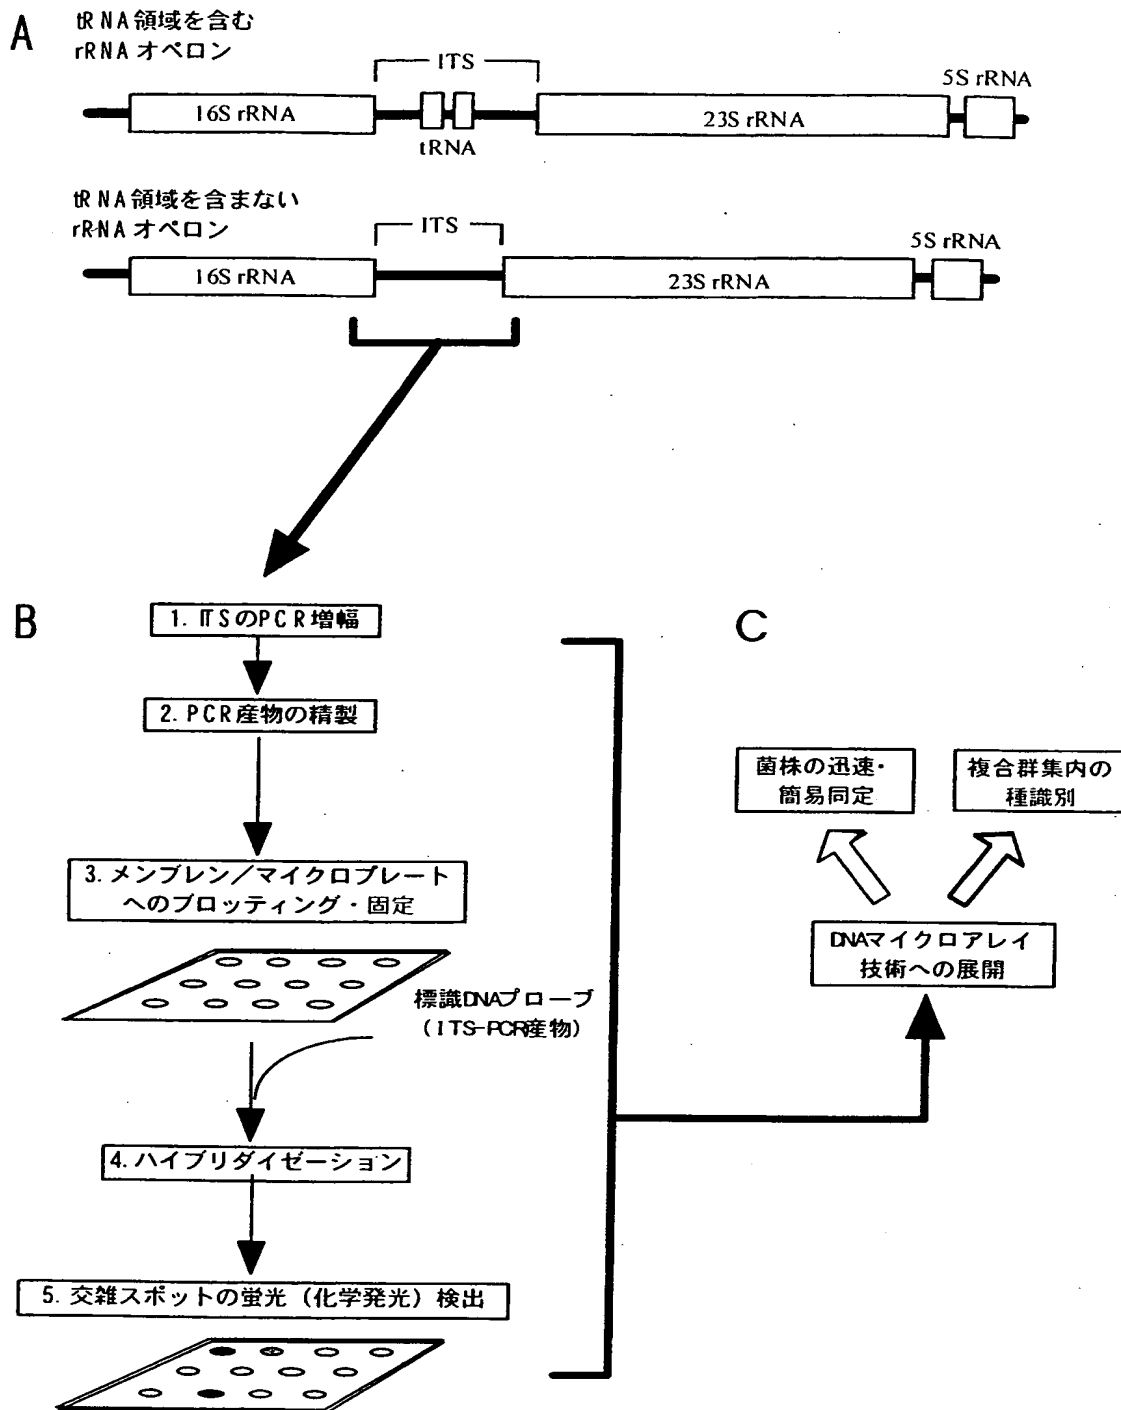 A
tRNA領域を含む
rRNAオペロン
ITS
5S rRNA
16S rRNA
23S rRNA
tRNA
tRNA領域を含まない
rRNAオペロン
ITS
5S rRNA
16S rRNA
23S rRNA
B
1. ITSのPCR増幅
2. PCR産物の精製
3. メンブレン／マイクロプレート
へのブロッティング・固定
標識DNAプローブ
(ITS-PCR産物)
4. ハイブリダイゼーション
5. 交雑スポットの蛍光（化学発光）検出
C
菌株の迅速・
簡易同定
複合群集内の
種識別
DNAマイクロアレイ
技術への展開